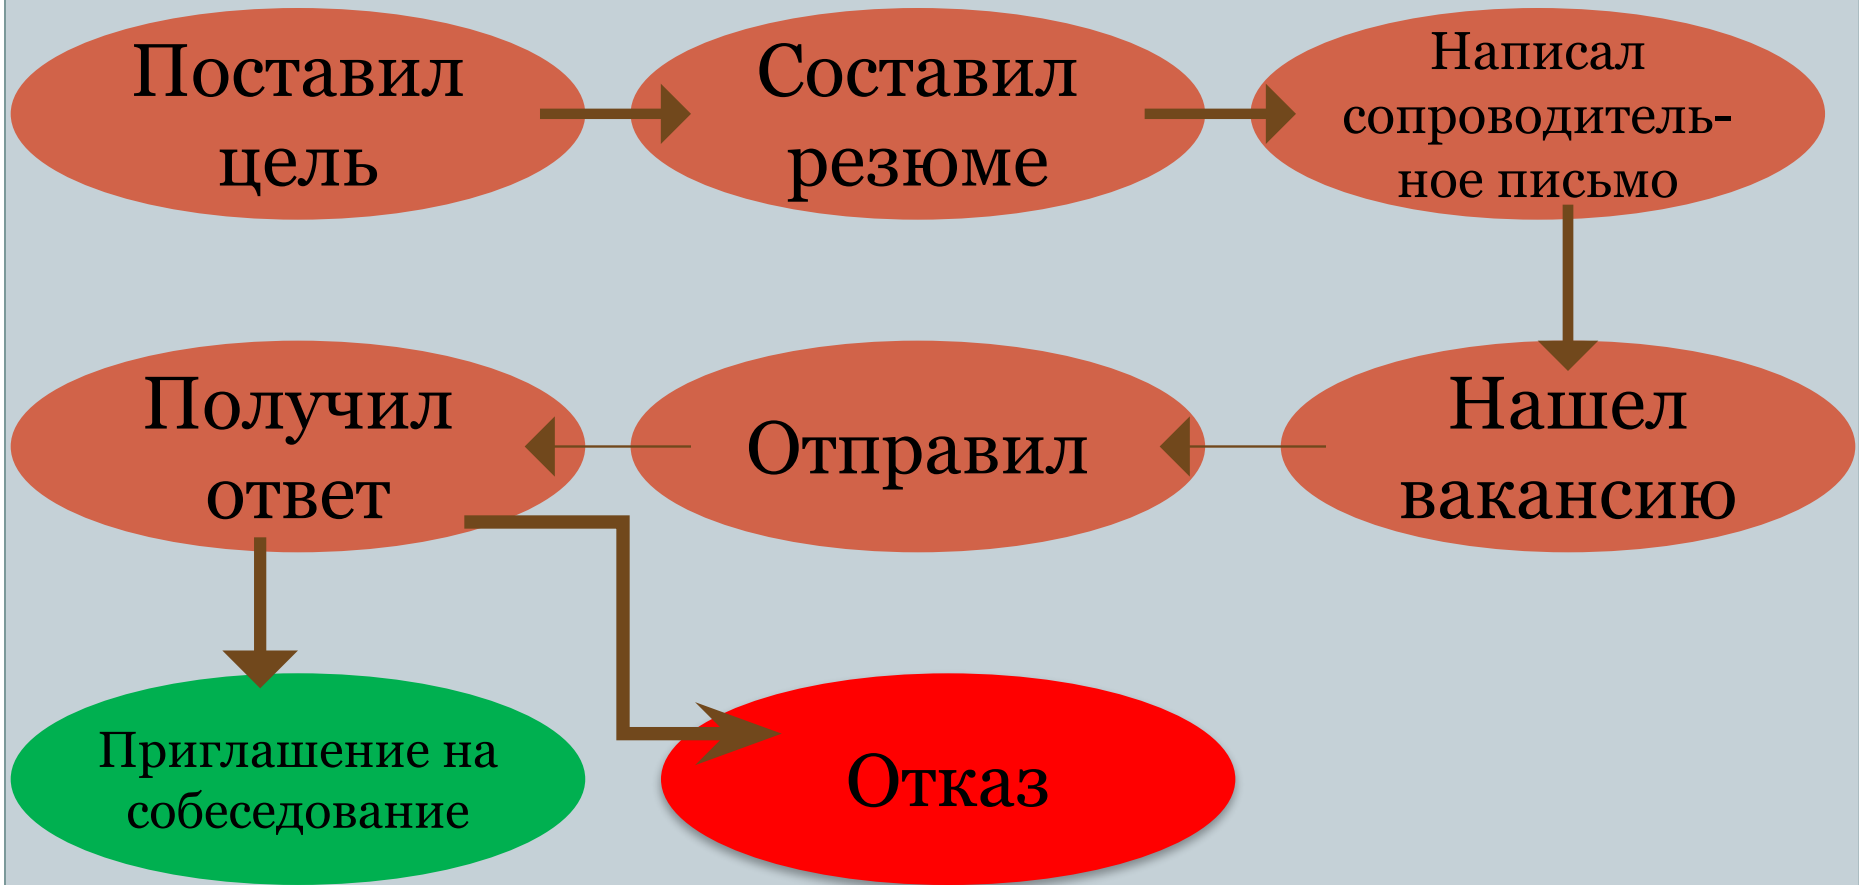 Поставил
цель
Составил
резюме
Написал
сопроводитель-
ное письмо
Нашел
вакансию
Отправил
Получил
ответ
Приглашение на
собеседование
Отказ